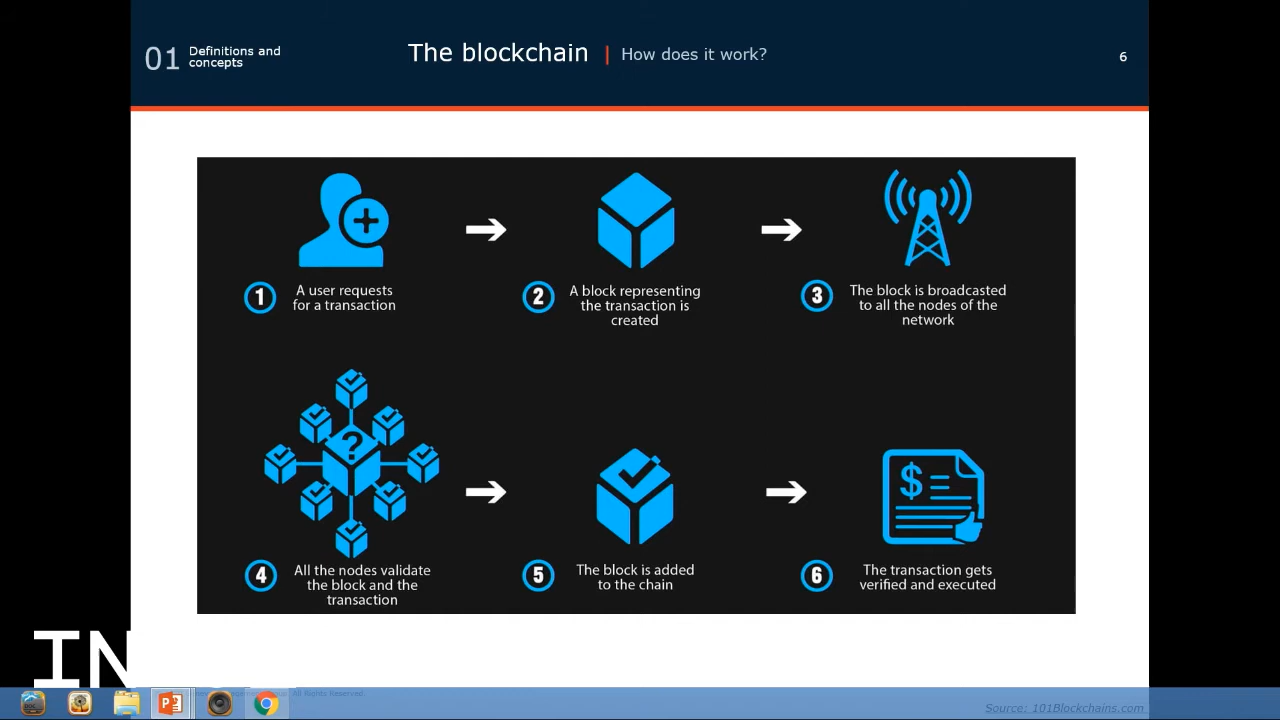 01
Definitions and
concepts
The blockchain | How does it work?
6
1
A user requests
for a transaction
2
A block representing
the transaction is
created
3
The block is broadcasted
to all the nodes of the
network
?
4
All the nodes validate
the block and the
transaction
5
The block is added
to the chain
$
6
The transaction gets
verified and executed
IN
All Rights Reserved.
Source: 101Blockchains.com